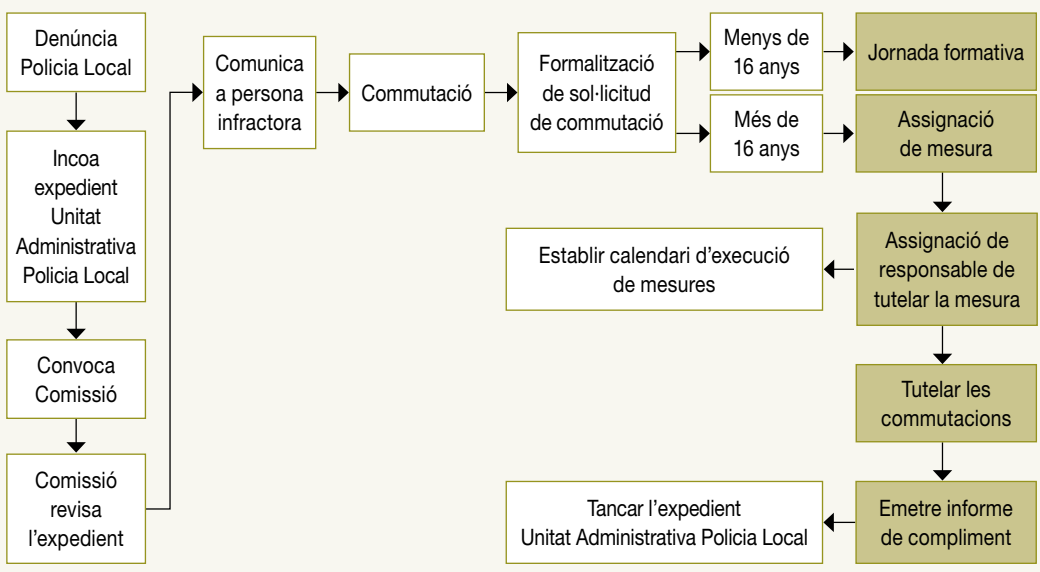 Denúncia
Policia Local
Incoa
expedient
Unitat
Administrativa
Policia Local
Convoca
Comissió
Comissió
revisa
l'expedient
Comunica
a persona
infractora
Commutació
Formalització
de sol·licitud
de commutació
Menys de
16 anys
Jornada formativa
Més de
16 anys
Assignació
de mesura
Assignació de
responsable de
tutelar la mesura
Establir calendari d'execució
de mesures
Tutelar les
commutacions
Emetre informe
de compliment
Tancar l'expedient
Unitat Administrativa Policia Local